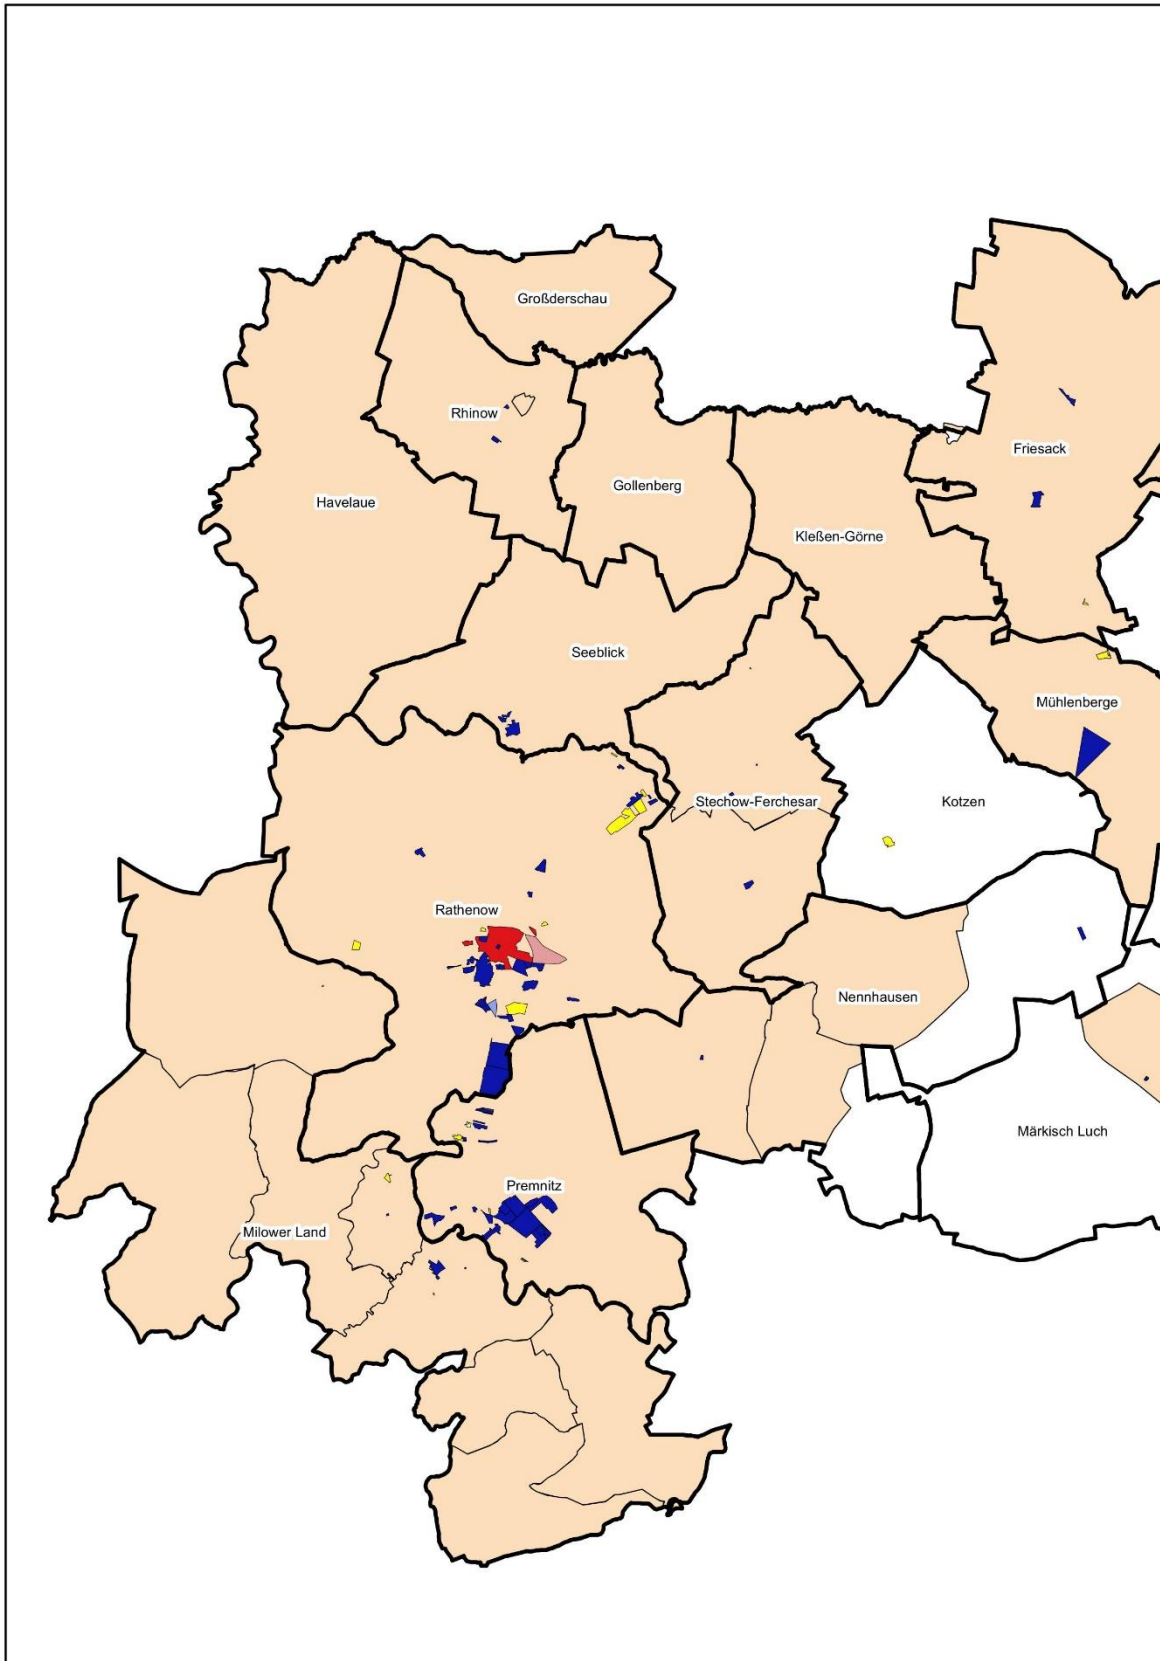 Großderschau
Rhinow
Friesack
Gollenberg
Havelaue
Kleßen-Görne
Seeblick
Mühlenberge
Stechow-Ferchesar
Kotzen
Rathenow
Nennhausen
Märkisch Luch
Premnitz
Milower Land